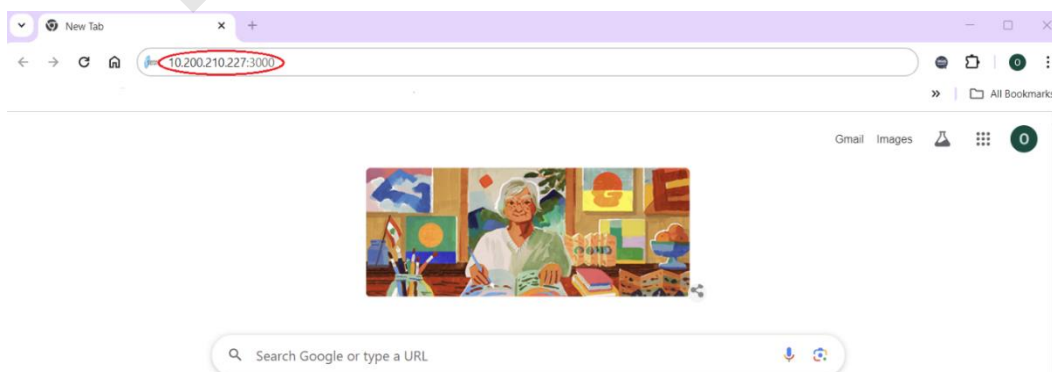 New Tab
10.200.210.227:3000
All Bookmarks
Gmail Images
O
Search Google or type a URL